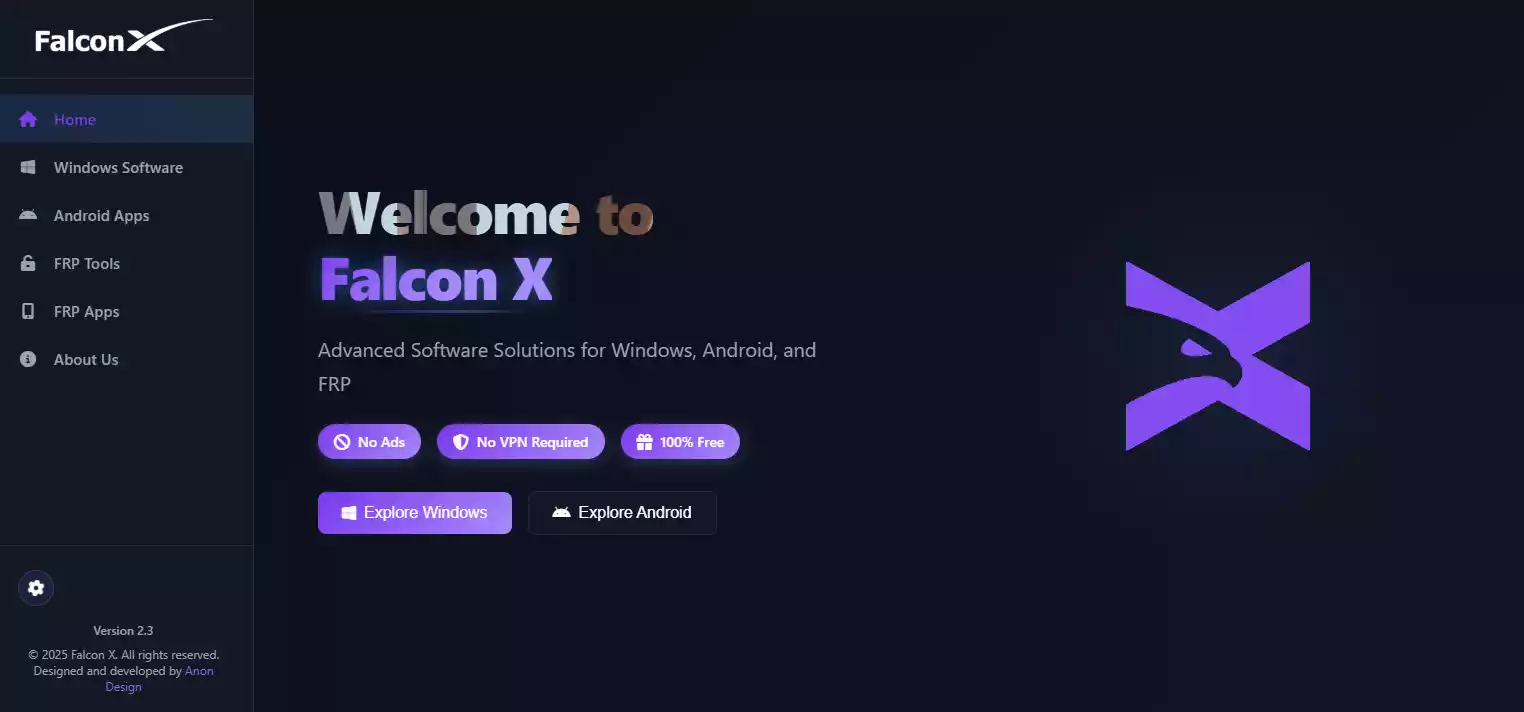 FalconX
Home
Windows Software
Android Apps
FRP Tools
FRP Apps
About Us
Version 2.3
© 2025 Falcon X. All rights reserved.
Designed and developed by Anon
Design
Welcome to
Falcon X
Advanced Software Solutions for Windows, Android, and
FRP
No Ads
No VPN Required
100% Free
Explore Windows
Explore Android